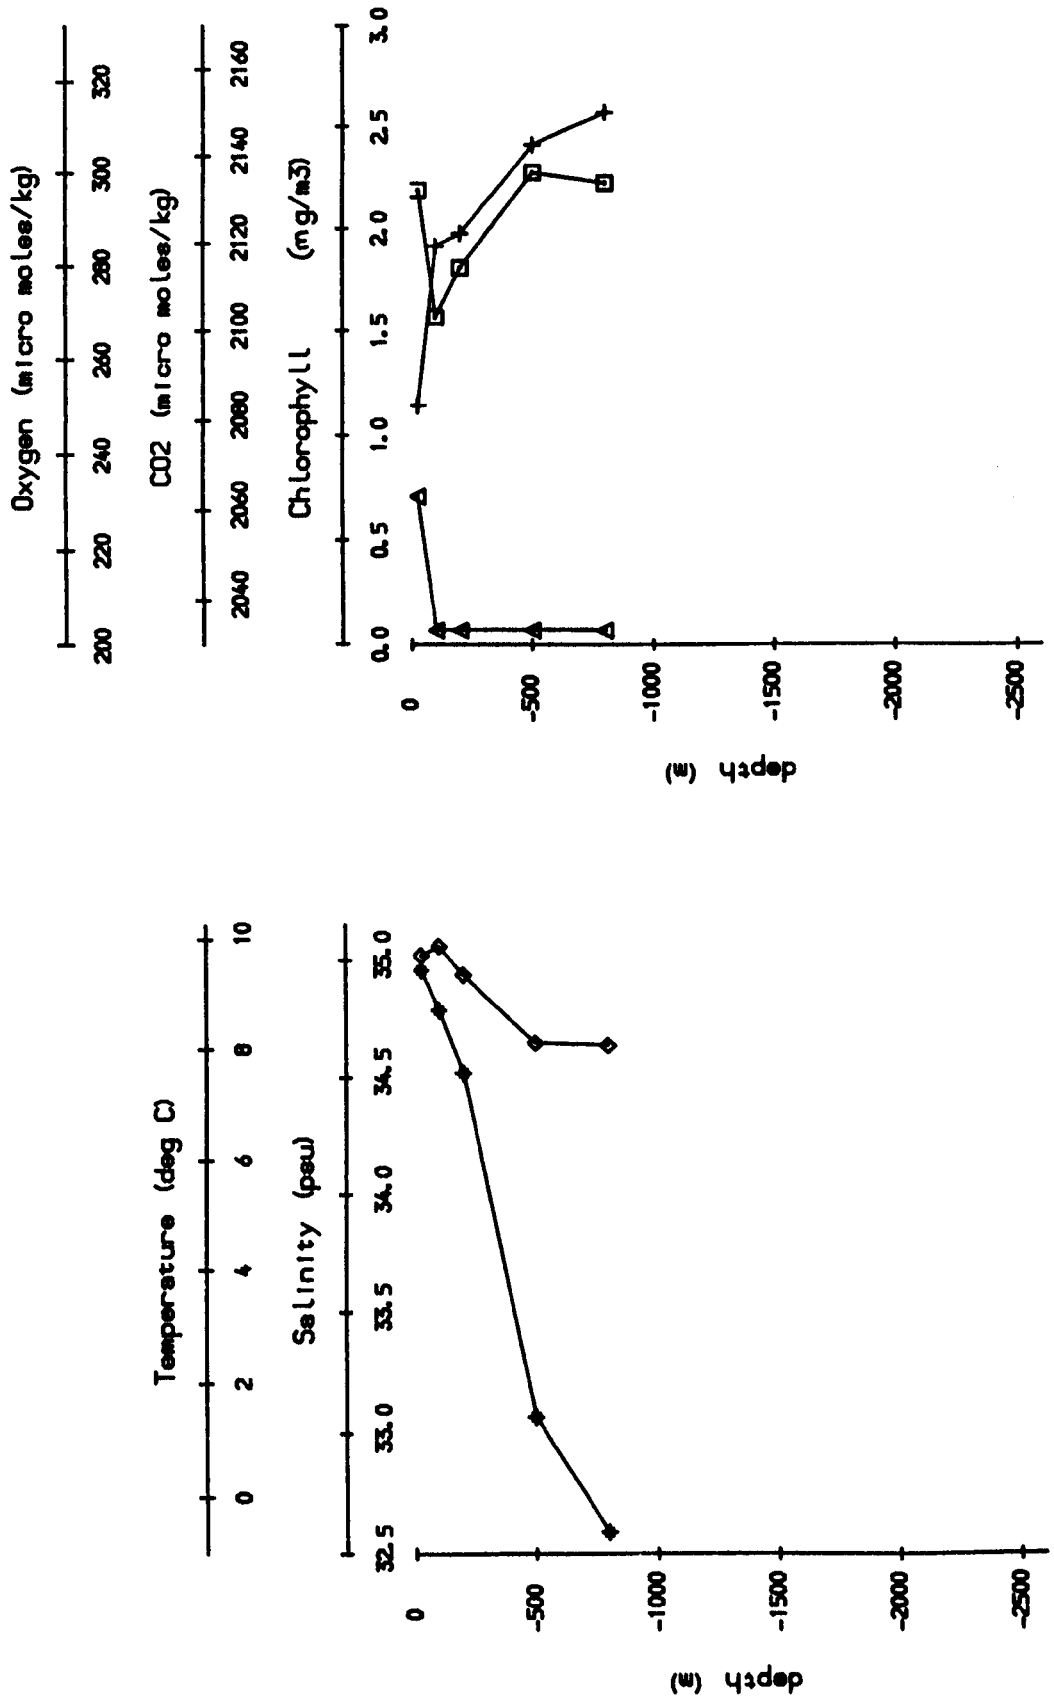 Temperature (deg C)
0 2 4 6 8 10
Salinity (psu)
32.5 33.0 33.5 34.0 34.5 35.0
0
-500
-1000
-1500
-2000
-2500
depth (m)
Oxygen (micro moles/kg)
200 220 240 260 280 300 320
CO2 (micro moles/kg)
2040 2060 2080 2100 2120 2140 2160
Chlorophyll (mg/m3)
0.0 0.5 1.0 1.5 2.0 2.5 3.0
0
-500
-1000
-1500
-2000
-2500
depth (m)